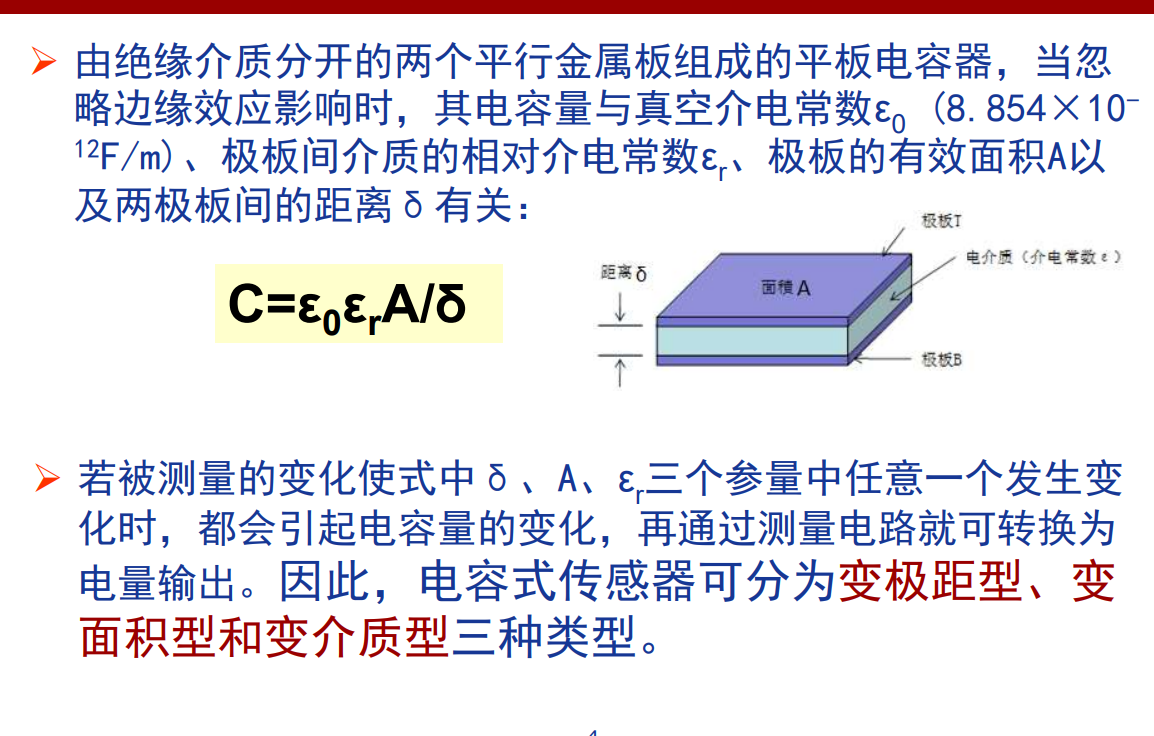 由绝缘介质分开的两个平行金属板组成的平板电容器，当忽
略边缘效应影响时，其电容量与真空介电常数ε0 (8.854×10−
12F/m)、极板间介质的相对介电常数εr、极板的有效面积A以
及两极板间的距离δ有关：
C=ε0εrA/δ
极板T
电介质（介电常数ε）
距离δ
面積A
极板B
若被测量的变化使式中δ、A、εr三个参量中任意一个发生变
化时，都会引起电容量的变化，再通过测量电路就可转换为
电量输出。因此，电容式传感器可分为变极距型、变
面积型和变介质型三种类型。